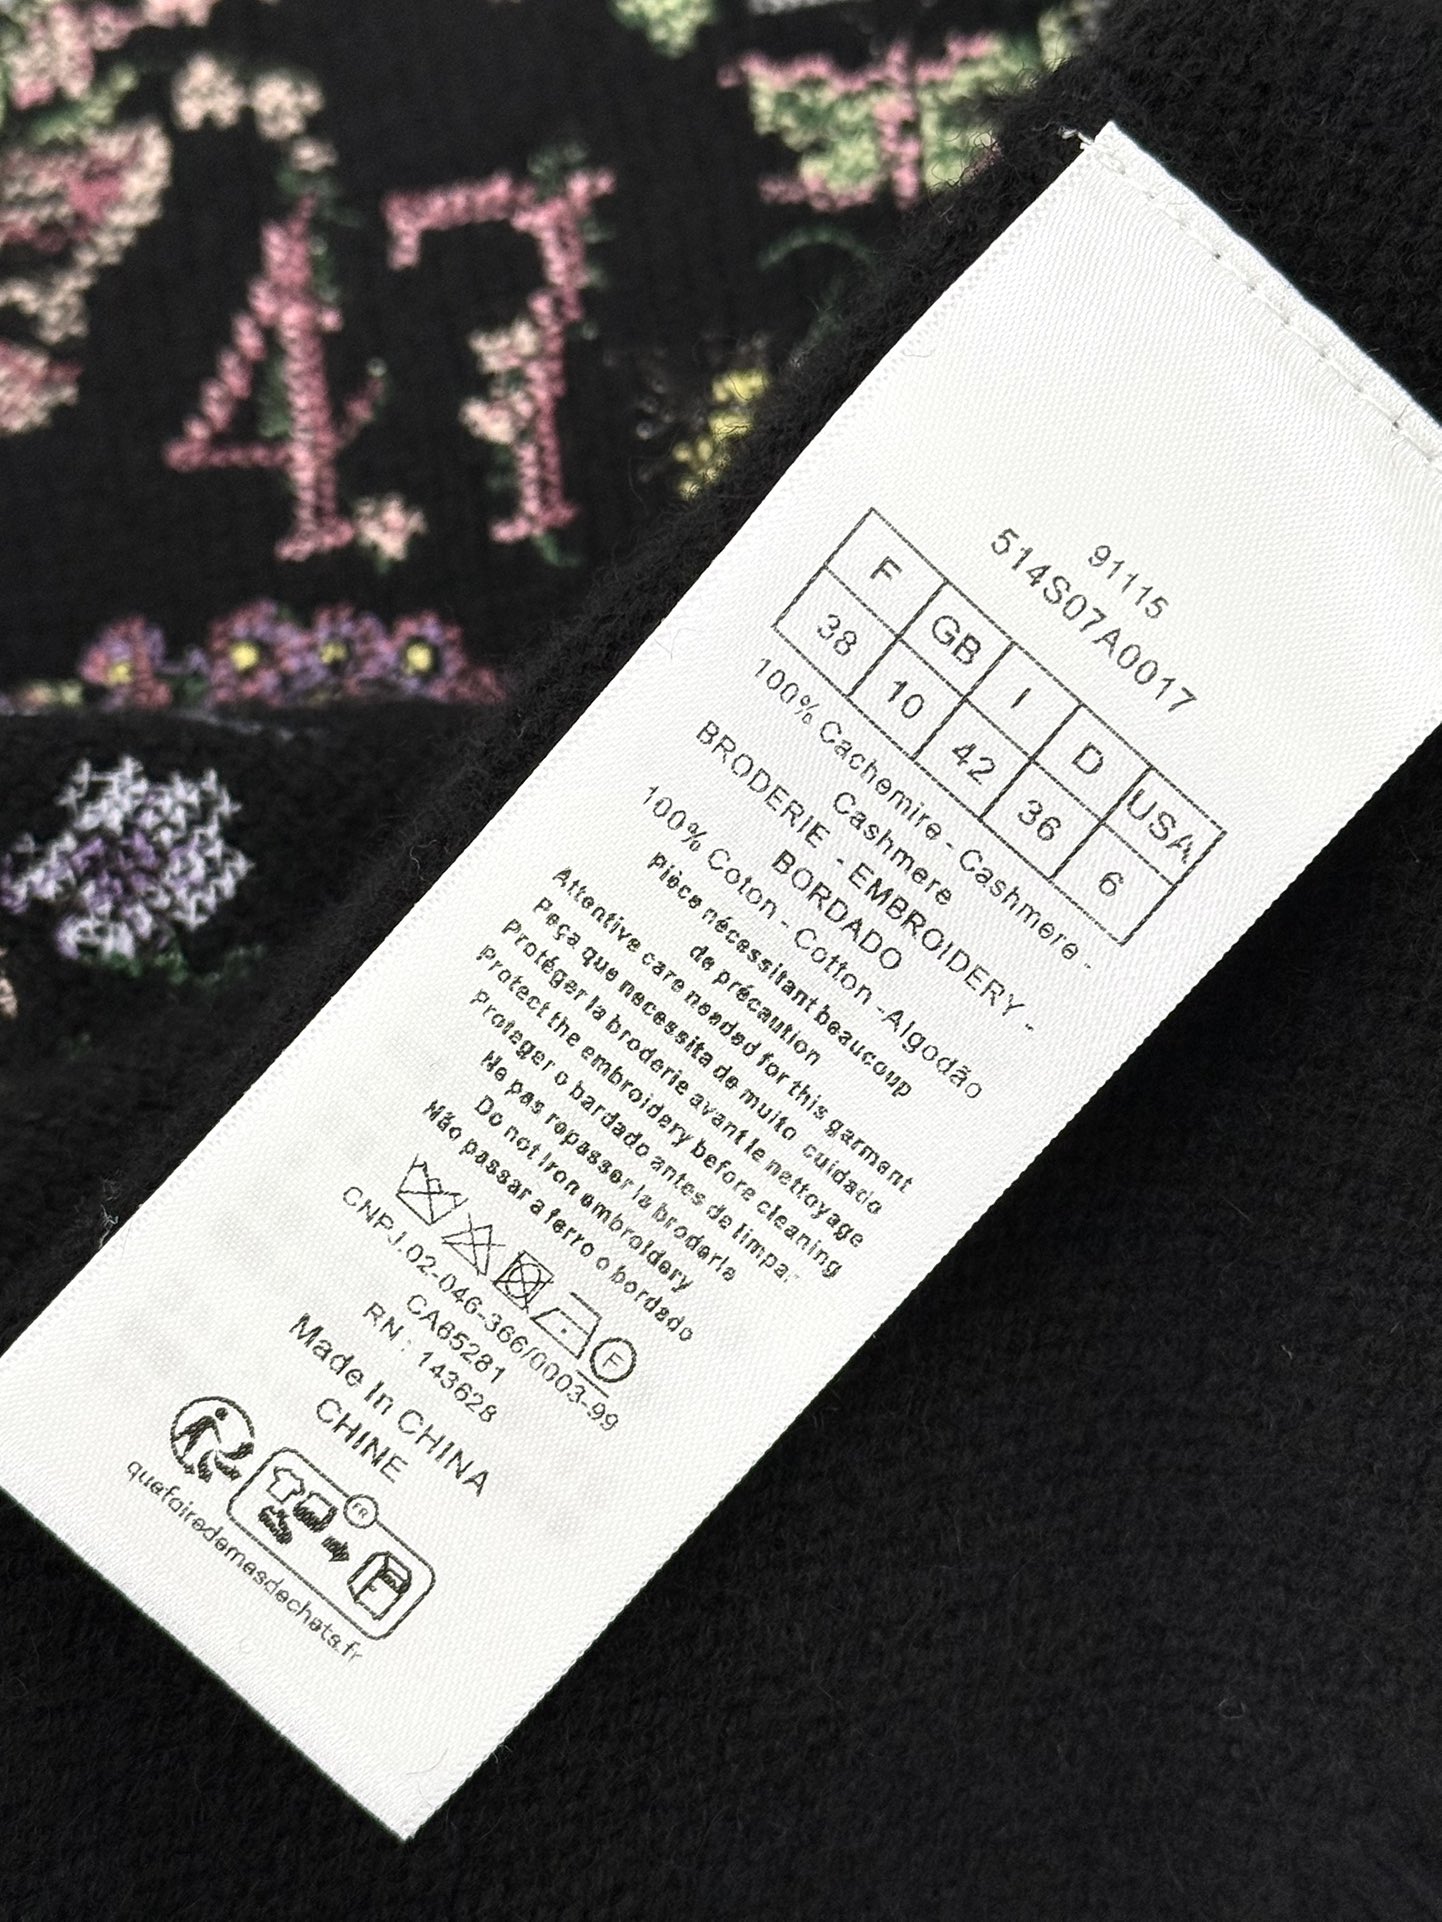 47
91115
514S07A0017
F GB I D USA
38 10 42 36 6
100% Cachemire - Cashmere -
Cashmere
BRODERIE - EMBROIDERY -
BORDADO
100% Coton - Cotton -Algodão
Pièce nécessitant beaucoup
de précaution
Attentive care needed for this garment
Peça que necessita de muito cuidado
Protéger la broderie avant le nettoyage
Protect the embroidery before cleaning
Proteger o bardado antes de limpa.
Ne pas repasser la broderie
Do not Iron embroidery
Não passar a ferro o bordado
F
CNPJ.02-046-366/0003-99
CA65281
RN : 143628
Made In CHINA
CHINE
FR
quefairedemesdechets.fr